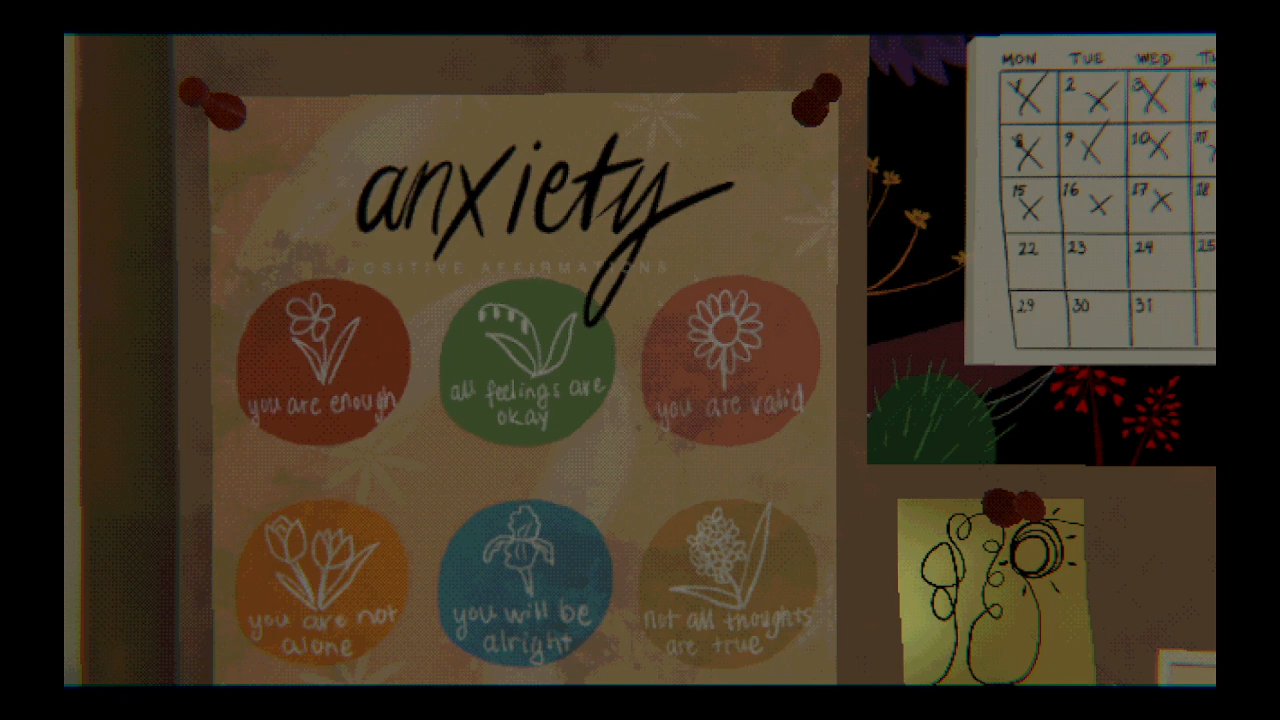 anxiety
POSITIVE AFFIRMATIONS
you are enough
all feelings are
okay
you are valid
you are not
alone
you will be
alright
not all thoughts
are true
MON TUE WED
1 2 3 4
8 9 10 11
15 16 17 18
22 23 24 25
29 30 31